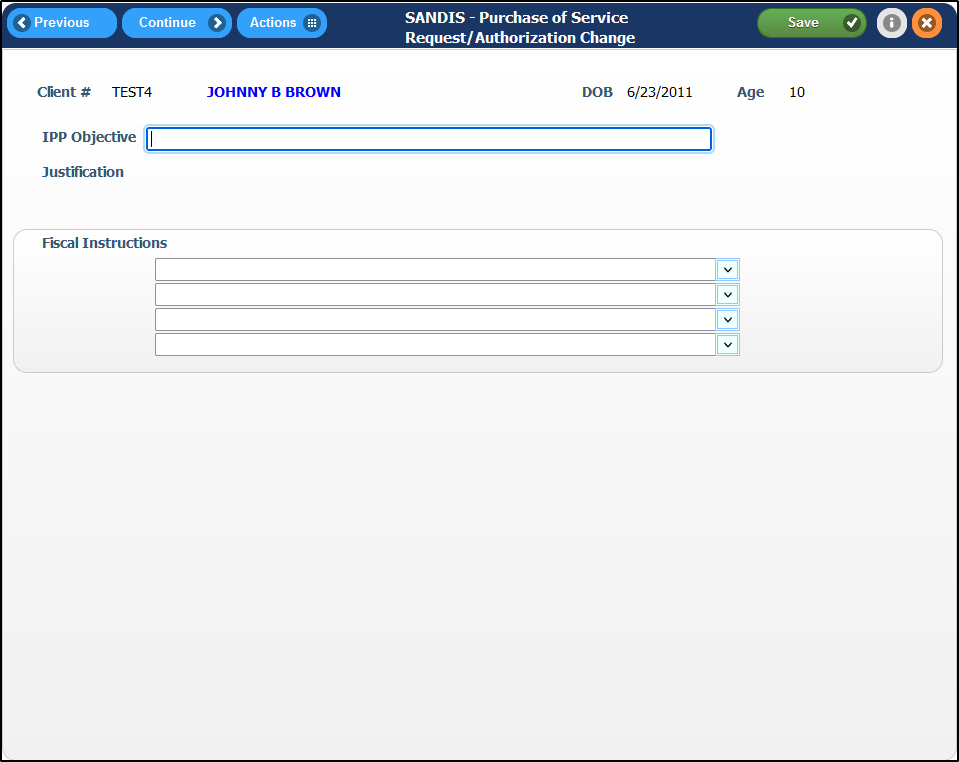 Previous Continue Actions SANDIS - Purchase of Service Save
Request/Authorization Change
Client # TEST4 JOHNNY B BROWN DOB 6/23/2011 Age 10
IPP Objective
Justification
Fiscal Instructions